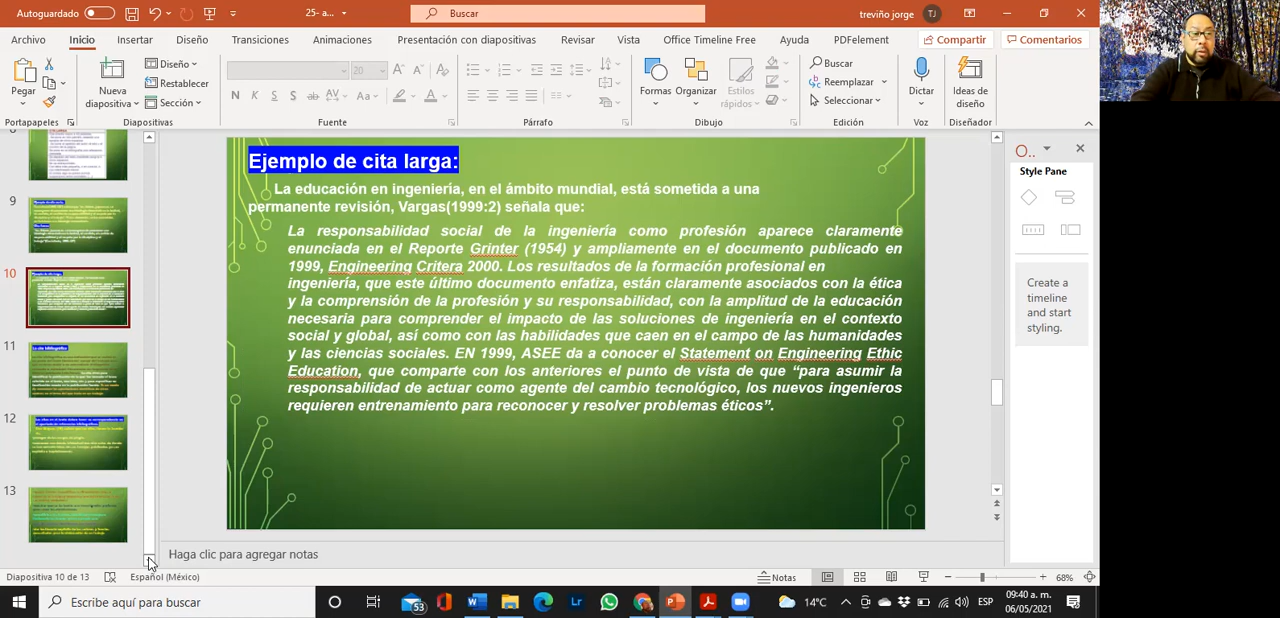 Autoguardado
25- a...
Buscar
treviño jorge
TJ
Archivo
Inicio
Insertar
Diseño
Transiciones
Animaciones
Presentación con diapositivas
Revisar
Vista
Office Timeline Free
Ayuda
PDFelement
Compartir
Comentarios
Pegar
Nueva
diapositiva
Diseño
Restablecer
Sección
20
N K S S ab AV Aa
Formas
Organizar
Estilos
rápidos
Buscar
Reemplazar
Seleccionar
Dictar
Ideas de
diseño
Portapapeles
Diapositivas
Fuente
Párrafo
Dibujo
Edición
Voz
Diseñador
9
10
11
12
13
Ejemplo de cita larga:
La educación en ingeniería, en el ámbito mundial, está sometida a una
permanente revión, Vargas(1999:2) señala que:
La responsabilidad social de la ingeniería como profesión aparece claramente
enunciada en el Reporte Grinter (1954) y ampliamente en el documento publicado en
1999, Engineering Critera 2000. Los resultados de la formación profesional en
ingeniería, que este último documento enfatiza, están claramente asociados con la ética
y la comprensión de la profesión y su responsabilidad, con la amplitud de la educación
necesaria para comprender el impacto de las soluciones de ingeniería en el contexto
social y global, así como con las habilidades que caen en el campo de las humanidades
y las ciencias sociales. EN 1999, ASEE da a conocer el Statement on Engineering Ethic
Education, que comparte con los anteriores el punto de vista de que “para asumir la
responsabilidad de actuar como agente del cambio tecnológico, los nuevos ingenieros
requieren entrenamiento para reconocer y resolver problemas éticos”.
O..
Style Pane
Create a
timeline and
start
styling.
Haga clic para agregar notas
Diapositiva 10 de 13
Español (México)
Notas
68%
Escribe aquí para buscar
53
14°C
ESP
09:40 a. m.
06/05/2021